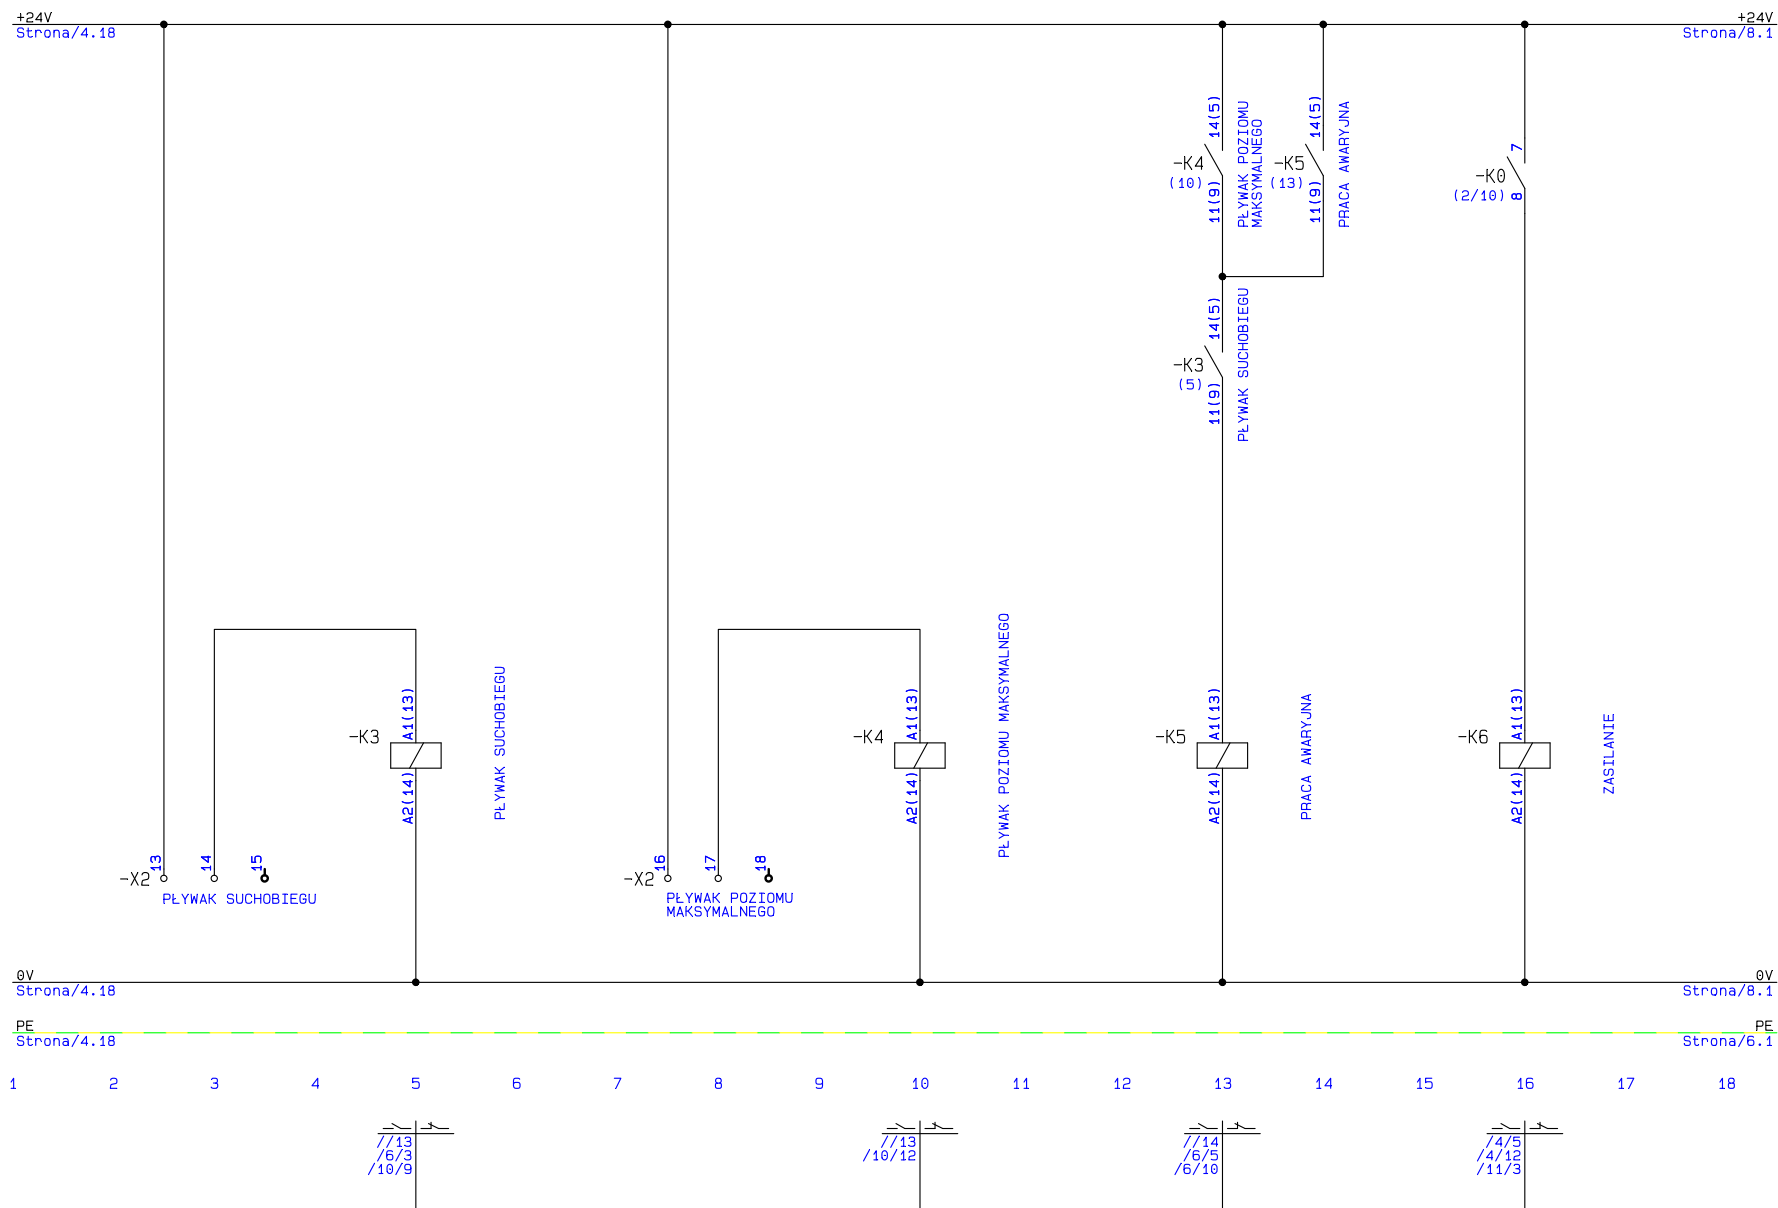 +24V
Strona/4.18
+24V
Strona/8.1
-K4
(10)
14(5)
11(9)
PŁYWAK POZIOMU
MAKSYMALNEGO
-K5
(13)
14(5)
11(9)
PRACA AWARYJNA
-K0
(2/10)
7
8
-K3
(5)
14(5)
11(9)
PŁYWAK SUCHOBIEGU
-K3
A1(13)
A2(14)
PŁYWAK SUCHOBIEGU
-K4
A1(13)
A2(14)
PŁYWAK POZIOMU MAKSYMALNEGO
-K5
A1(13)
A2(14)
PRACA AWARYJNA
-K6
A1(13)
A2(14)
ZASILANIE
-X2
13
14
15
PŁYWAK SUCHOBIEGU
-X2
16
17
18
PŁYWAK POZIOMU
MAKSYMALNEGO
0V
Strona/4.18
0V
Strona/8.1
PE
Strona/4.18
PE
Strona/6.1
1 2 3 4 5 6 7 8 9 10 11 12 13 14 15 16 17 18
//13
/6/3
/10/9
//13
/10/12
//14
/6/5
/6/10
/4/5
/4/12
/11/3